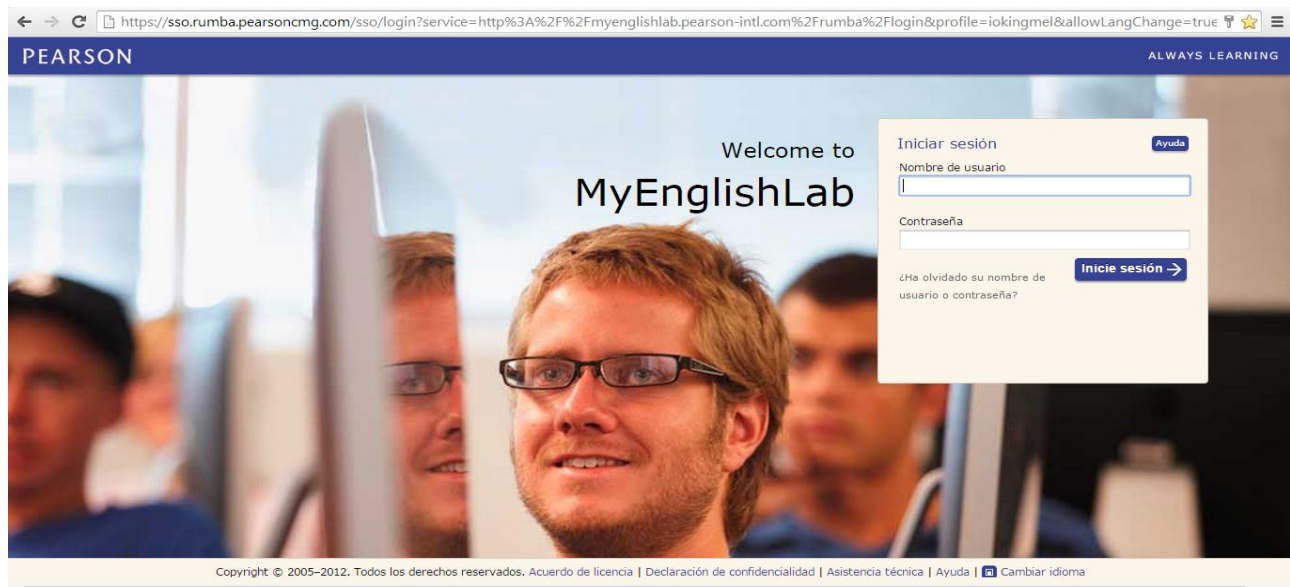 https://sso.rumba.pearsoncmg.com/sso/login?service=http%3A%2F%2Fmyenglishlab.pearson-intl.com%2Frumba%2Flogin&profile=iokingmel&allowLangChange=true
PEARSON
ALWAYS LEARNING
Welcome to
MyEnglishLab
Iniciar sesión
Ayuda
Nombre de usuario
Contraseña
¿Ha olvidado su nombre de
usuario o contraseña?
Inicie sesión
Copyright © 2005–2012. Todos los derechos reservados. Acuerdo de licencia | Declaración de confidencialidad | Asistencia técnica | Ayuda | Cambiar idioma